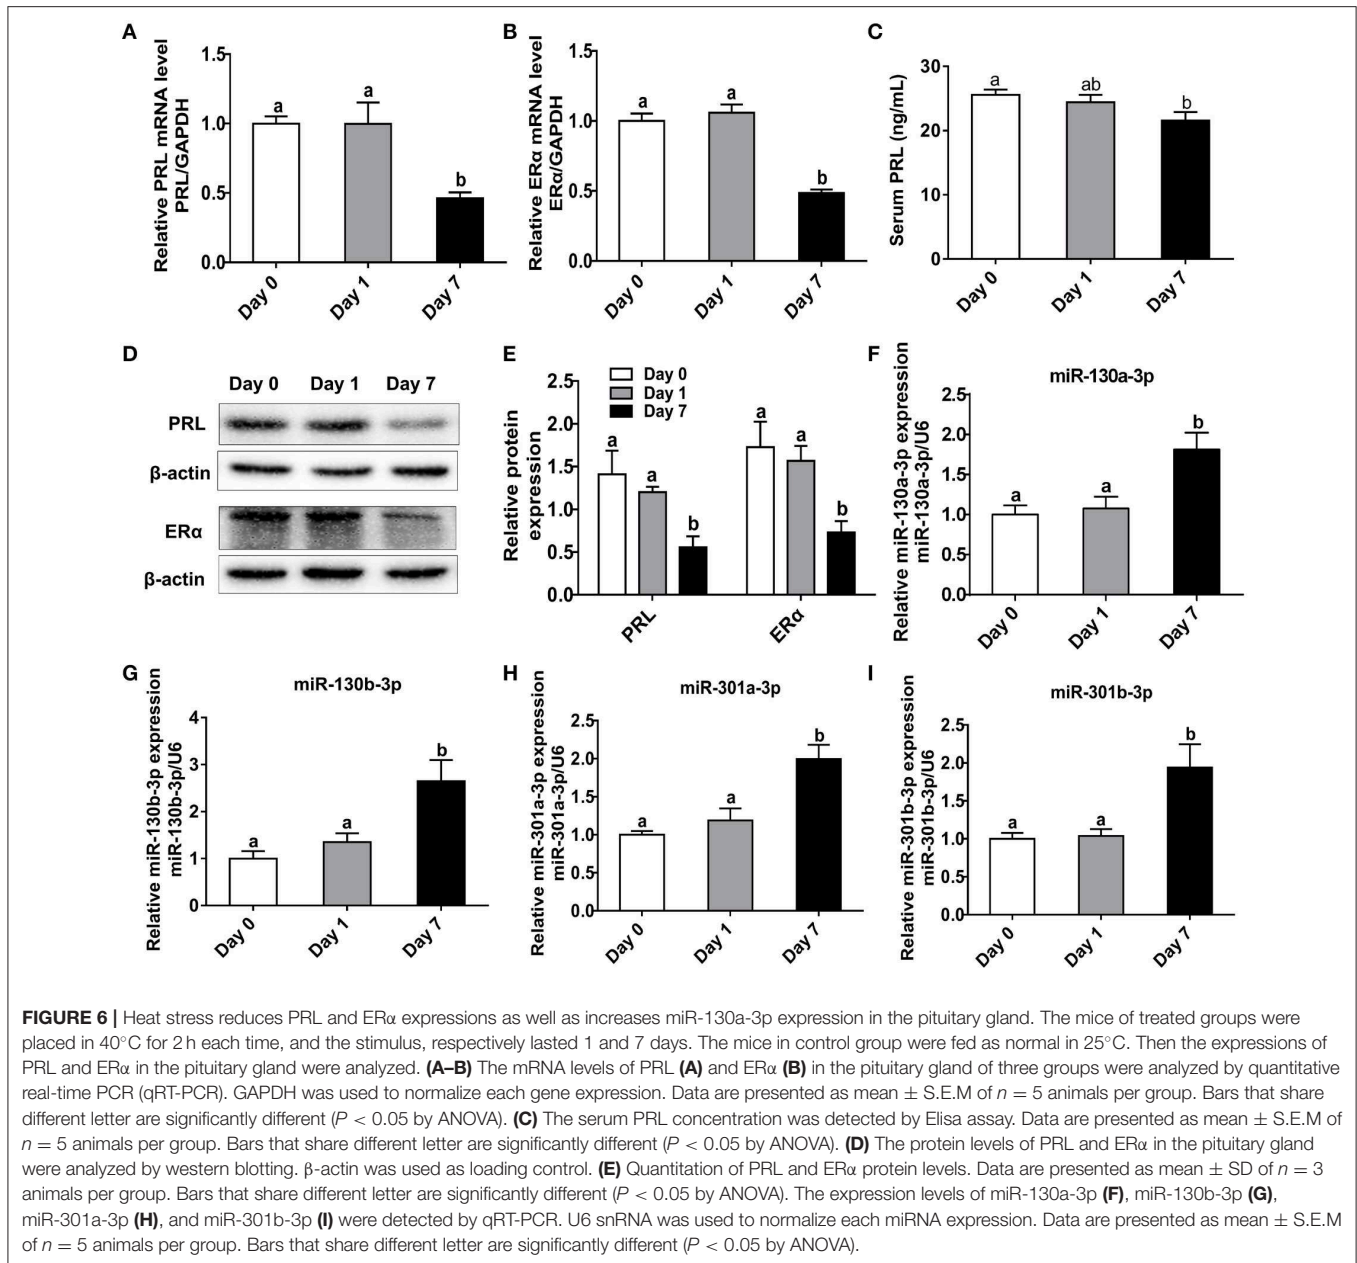 A
Relative PRL mRNA level
PRL/GAPDH
1.5
1.0
0.5
0.0
a
a
b
Day 0
Day 1
Day 7
B
Relative ERα mRNA level
ERα/GAPDH
1.5
1.0
0.5
0.0
a
a
b
Day 0
Day 1
Day 7
C
Serum PRL (ng/mL)
30
20
10
0
a
ab
b
Day 0
Day 1
Day 7
D
Day 0 Day 1 Day 7
PRL
β-actin
ERα
β-actin
E
Relative protein
expression
2.5
2.0
1.5
1.0
0.5
0.0
Day 0
Day 1
Day 7
a
a
b
a
a
b
PRL
ERα
F
miR-130a-3p
Relative miR-130a-3p expression
miR-130a-3p/U6
2.5
2.0
1.5
1.0
0.5
0.0
a
a
b
Day 0
Day 1
Day 7
G
miR-130b-3p
Relative miR-130b-3p expression
miR-130b-3p/U6
4
3
2
1
0
a
a
b
Day 0
Day 1
Day 7
H
miR-301a-3p
Relative miR-301a-3p expression
miR-301a-3p/U6
2.5
2.0
1.5
1.0
0.5
0.0
a
a
b
Day 0
Day 1
Day 7
I
miR-301b-3p
Relative miR-301b-3p expression
miR-301b-3p/U6
2.5
2.0
1.5
1.0
0.5
0.0
a
a
b
Day 0
Day 1
Day 7
FIGURE 6 | Heat stress reduces PRL and ERα expressions as well as increases miR-130a-3p expression in the pituitary gland. The mice of treated groups were
placed in 40°C for 2 h each time, and the stimulus, respectively lasted 1 and 7 days. The mice in control group were fed as normal in 25°C. Then the expressions of
PRL and ERα in the pituitary gland were analyzed. (A–B) The mRNA levels of PRL (A) and ERα (B) in the pituitary gland of three groups were analyzed by quantitative
real-time PCR (qRT-PCR). GAPDH was used to normalize each gene expression. Data are presented as mean ± S.E.M of n = 5 animals per group. Bars that share
different letter are significantly different (P < 0.05 by ANOVA). (C) The serum PRL concentration was detected by Elisa assay. Data are presented as mean ± S.E.M of
n = 5 animals per group. Bars that share different letter are significantly different (P < 0.05 by ANOVA). (D) The protein levels of PRL and ERα in the pituitary gland
were analyzed by western blotting. β-actin was used as loading control. (E) Quantitation of PRL and ERα protein levels. Data are presented as mean ± SD of n = 3
animals per group. Bars that share different letter are significantly different (P < 0.05 by ANOVA). The expression levels of miR-130a-3p (F), miR-130b-3p (G),
miR-301a-3p (H), and miR-301b-3p (I) were detected by qRT-PCR. U6 snRNA was used to normalize each miRNA expression. Data are presented as mean ± S.E.M
of n = 5 animals per group. Bars that share different letter are significantly different (P < 0.05 by ANOVA).